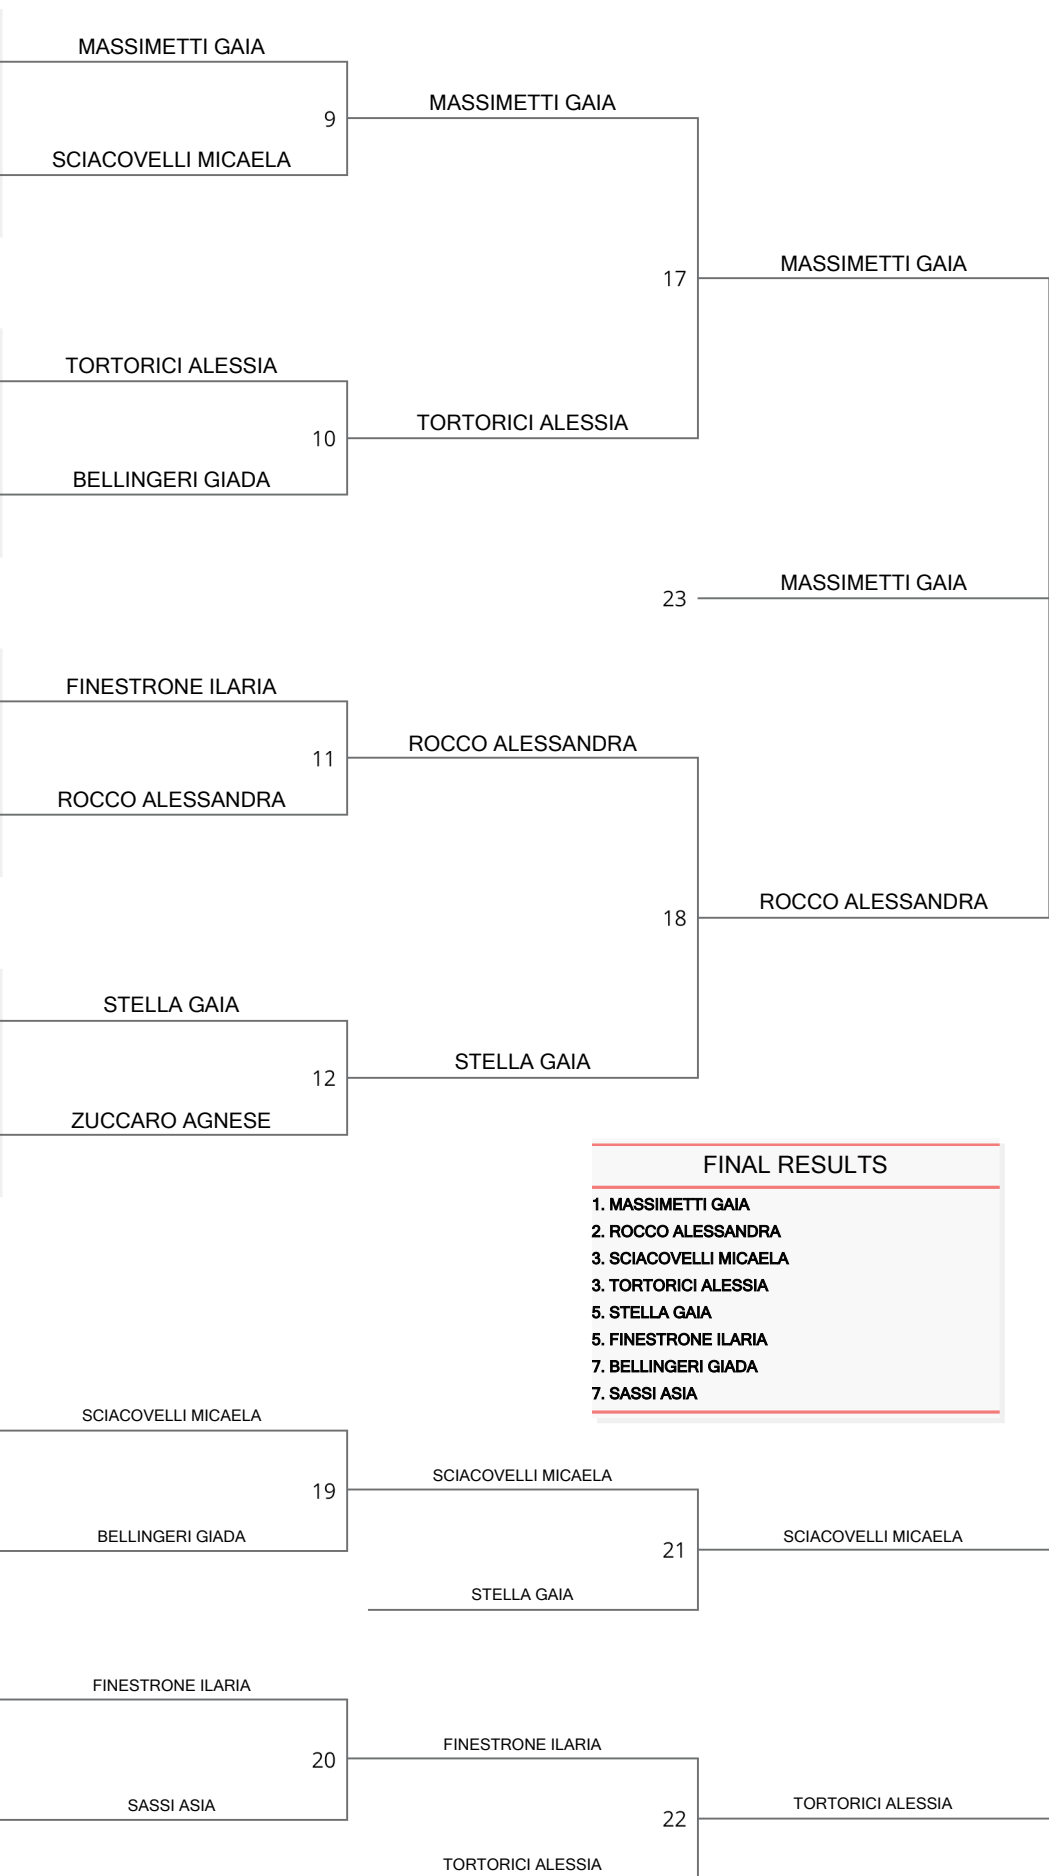 MASSIMETTI GAIA
MASSIMETTI GAIA
9
SCIACOVELLI MICAELA
MASSIMETTI GAIA
17
TORTORICI ALESSIA
TORTORICI ALESSIA
10
BELLINGERI GIADA
MASSIMETTI GAIA
23
FINESTRONE ILARIA
ROCCO ALESSANDRA
11
ROCCO ALESSANDRA
ROCCO ALESSANDRA
18
STELLA GAIA
STELLA GAIA
12
ZUCCARO AGNESE
FINAL RESULTS
1. MASSIMETTI GAIA
2. ROCCO ALESSANDRA
3. SCIACOVELLI MICAELA
3. TORTORICI ALESSIA
5. STELLA GAIA
5. FINESTRONE ILARIA
7. BELLINGERI GIADA
7. SASSI ASIA
SCIACOVELLI MICAELA
SCIACOVELLI MICAELA
19
BELLINGERI GIADA
SCIACOVELLI MICAELA
21
STELLA GAIA
FINESTRONE ILARIA
FINESTRONE ILARIA
20
SASSI ASIA
TORTORICI ALESSIA
22
TORTORICI ALESSIA